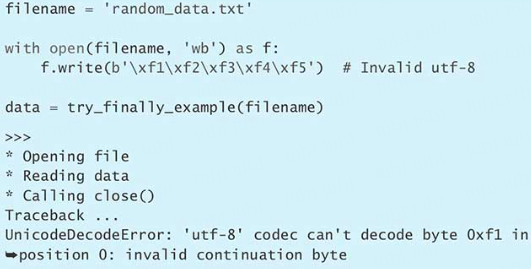 filename = 'random_data.txt'
with open(filename, 'wb') as f:
    f.write(b'\xf1\xf2\xf3\xf4\xf5')  # Invalid utf-8
data = try_finally_example(filename)
>>>
* Opening file
* Reading data
* Calling close()
Traceback ...
UnicodeDecodeError: 'utf-8' codec can't decode byte 0xf1 in
➥position 0: invalid continuation byte